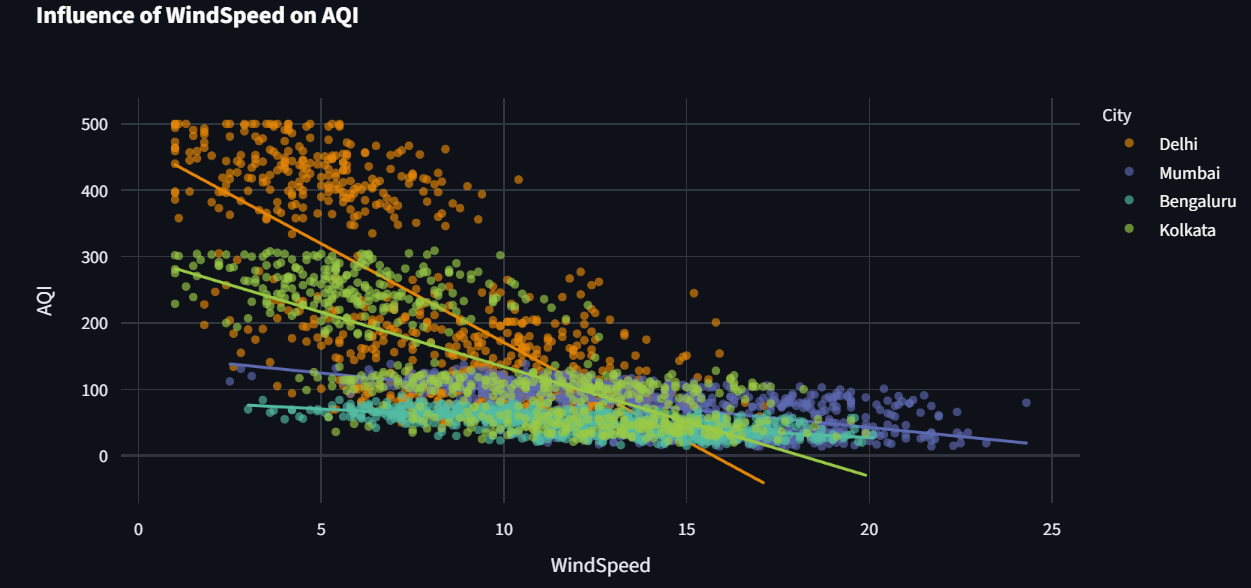 Influence of WindSpeed on AQI
City
Delhi
Mumbai
Bengaluru
Kolkata
AQI
500
400
300
200
100
0
0 5 10 15 20 25
WindSpeed